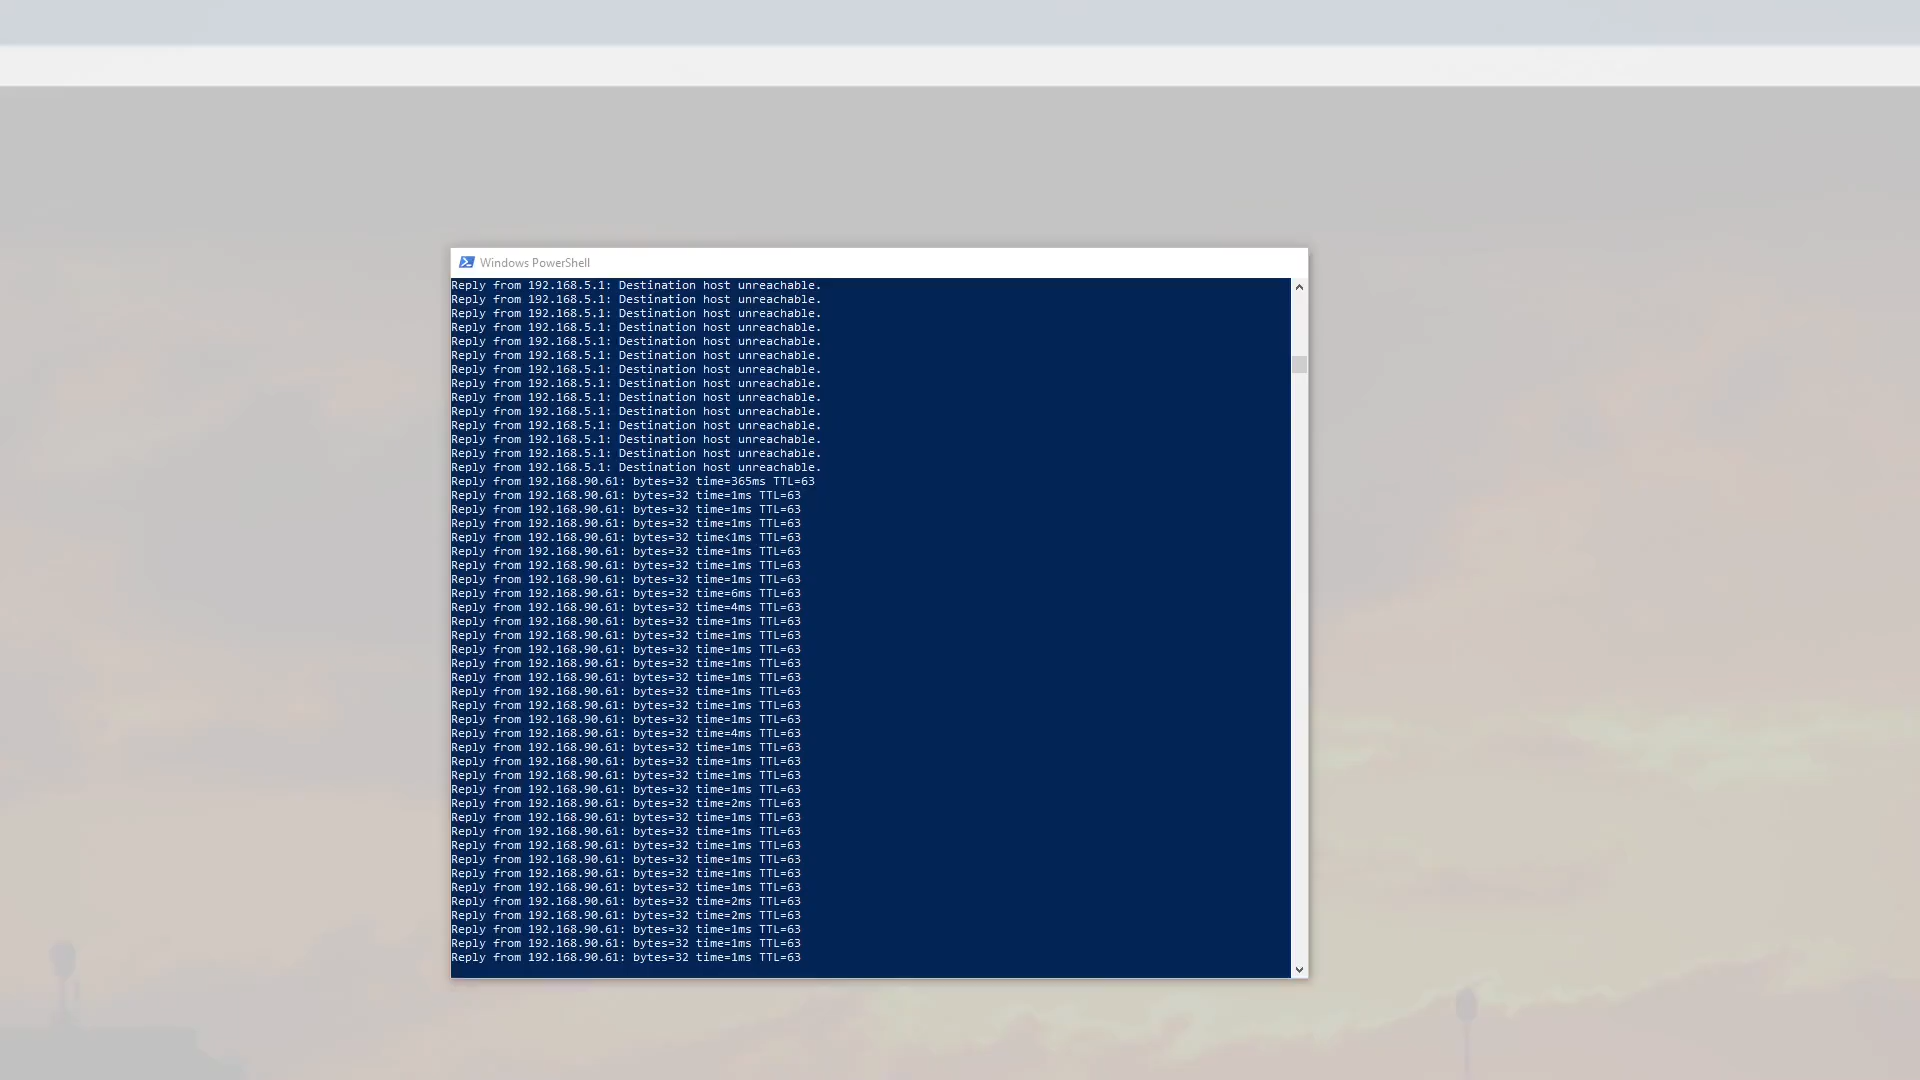 Windows PowerShell
Reply from 192.168.5.1: Destination host unreachable.
Reply from 192.168.5.1: Destination host unreachable.
Reply from 192.168.5.1: Destination host unreachable.
Reply from 192.168.5.1: Destination host unreachable.
Reply from 192.168.5.1: Destination host unreachable.
Reply from 192.168.5.1: Destination host unreachable.
Reply from 192.168.5.1: Destination host unreachable.
Reply from 192.168.5.1: Destination host unreachable.
Reply from 192.168.5.1: Destination host unreachable.
Reply from 192.168.5.1: Destination host unreachable.
Reply from 192.168.5.1: Destination host unreachable.
Reply from 192.168.5.1: Destination host unreachable.
Reply from 192.168.5.1: Destination host unreachable.
Reply from 192.168.5.1: Destination host unreachable.
Reply from 192.168.90.61: bytes=32 time=365ms TTL=63
Reply from 192.168.90.61: bytes=32 time=1ms TTL=63
Reply from 192.168.90.61: bytes=32 time=1ms TTL=63
Reply from 192.168.90.61: bytes=32 time=1ms TTL=63
Reply from 192.168.90.61: bytes=32 time<1ms TTL=63
Reply from 192.168.90.61: bytes=32 time=1ms TTL=63
Reply from 192.168.90.61: bytes=32 time=1ms TTL=63
Reply from 192.168.90.61: bytes=32 time=1ms TTL=63
Reply from 192.168.90.61: bytes=32 time=6ms TTL=63
Reply from 192.168.90.61: bytes=32 time=4ms TTL=63
Reply from 192.168.90.61: bytes=32 time=1ms TTL=63
Reply from 192.168.90.61: bytes=32 time=1ms TTL=63
Reply from 192.168.90.61: bytes=32 time=1ms TTL=63
Reply from 192.168.90.61: bytes=32 time=1ms TTL=63
Reply from 192.168.90.61: bytes=32 time=1ms TTL=63
Reply from 192.168.90.61: bytes=32 time=1ms TTL=63
Reply from 192.168.90.61: bytes=32 time=1ms TTL=63
Reply from 192.168.90.61: bytes=32 time=1ms TTL=63
Reply from 192.168.90.61: bytes=32 time=4ms TTL=63
Reply from 192.168.90.61: bytes=32 time=1ms TTL=63
Reply from 192.168.90.61: bytes=32 time=1ms TTL=63
Reply from 192.168.90.61: bytes=32 time=1ms TTL=63
Reply from 192.168.90.61: bytes=32 time=1ms TTL=63
Reply from 192.168.90.61: bytes=32 time=2ms TTL=63
Reply from 192.168.90.61: bytes=32 time=1ms TTL=63
Reply from 192.168.90.61: bytes=32 time=1ms TTL=63
Reply from 192.168.90.61: bytes=32 time=1ms TTL=63
Reply from 192.168.90.61: bytes=32 time=1ms TTL=63
Reply from 192.168.90.61: bytes=32 time=1ms TTL=63
Reply from 192.168.90.61: bytes=32 time=1ms TTL=63
Reply from 192.168.90.61: bytes=32 time=2ms TTL=63
Reply from 192.168.90.61: bytes=32 time=2ms TTL=63
Reply from 192.168.90.61: bytes=32 time=1ms TTL=63
Reply from 192.168.90.61: bytes=32 time=1ms TTL=63
Reply from 192.168.90.61: bytes=32 time=1ms TTL=63